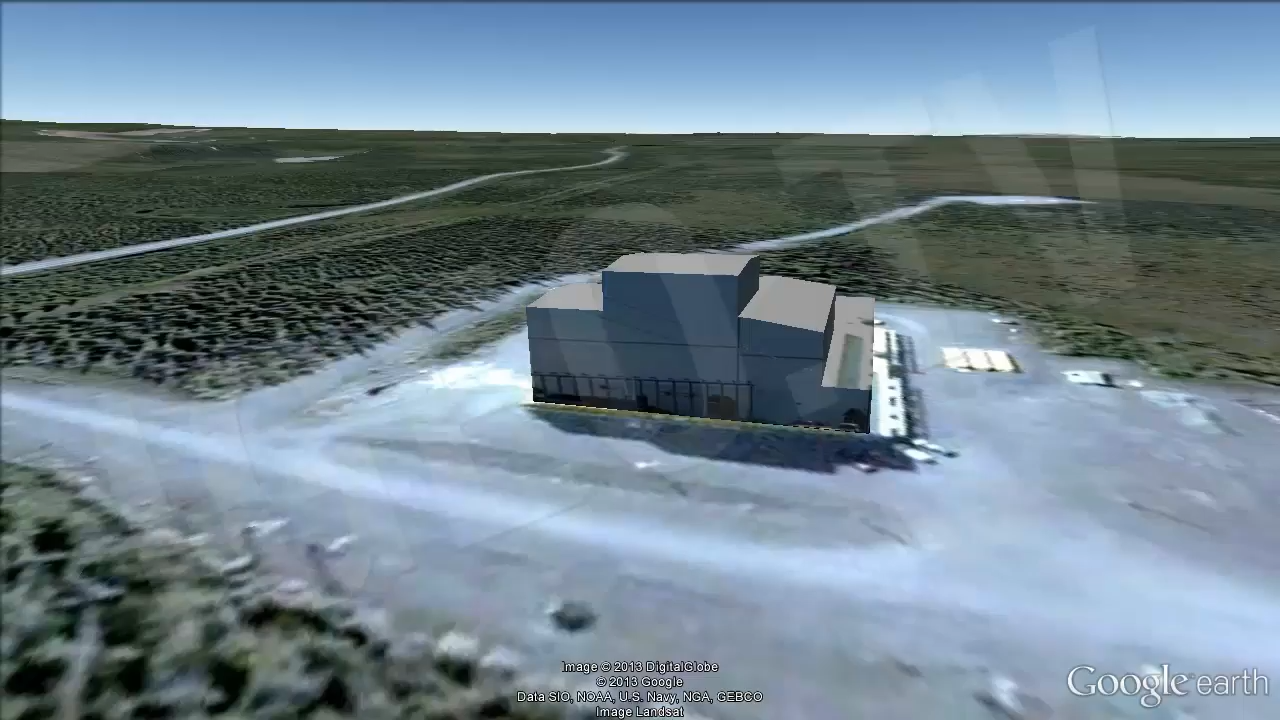 Image © 2013 DigitalGlobe
© 2013 Google
Data SIO, NOAA, U.S. Navy, NGA, GEBCO
Image Landsat
Google earth